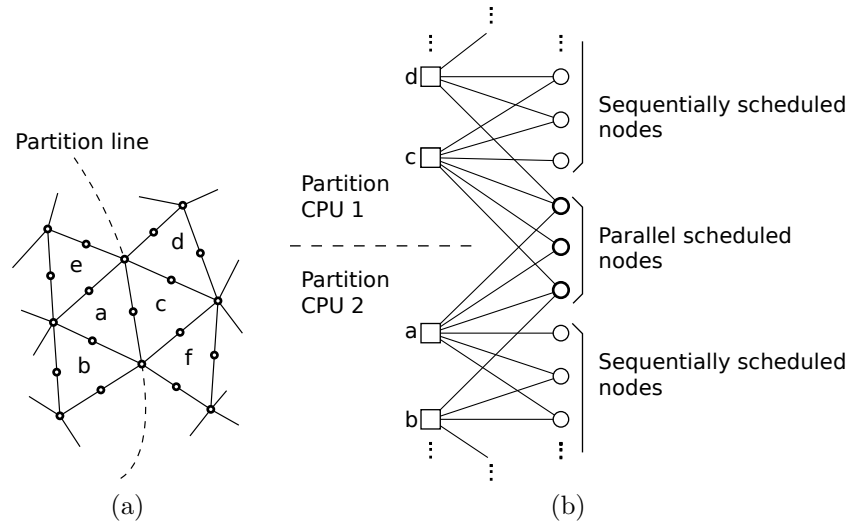 Partition line
d
e
c
a
b
f
(a)
d
Sequentially scheduled
nodes
c
Partition
CPU 1
Parallel scheduled
nodes
Partition
CPU 2
a
Sequentially scheduled
nodes
b
(b)